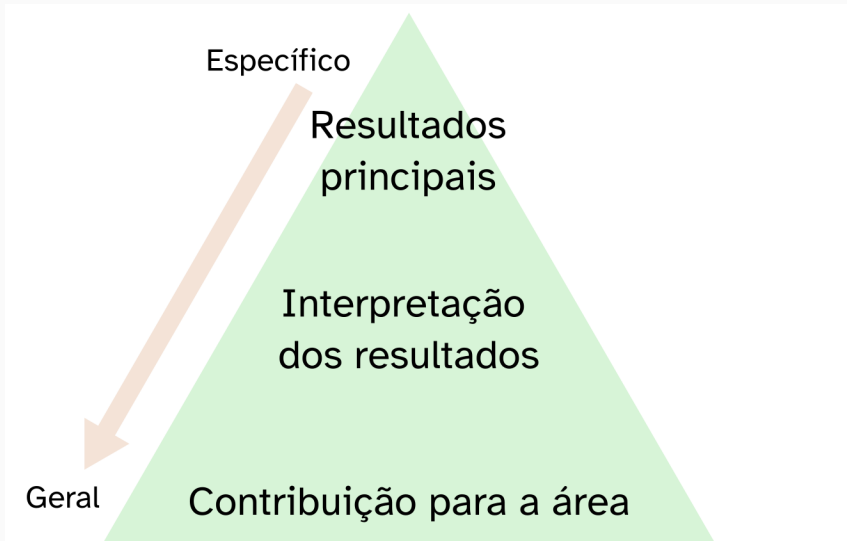 Específico
Resultados
principais
Interpretação
dos resultados
Geral
Contribuição para a área